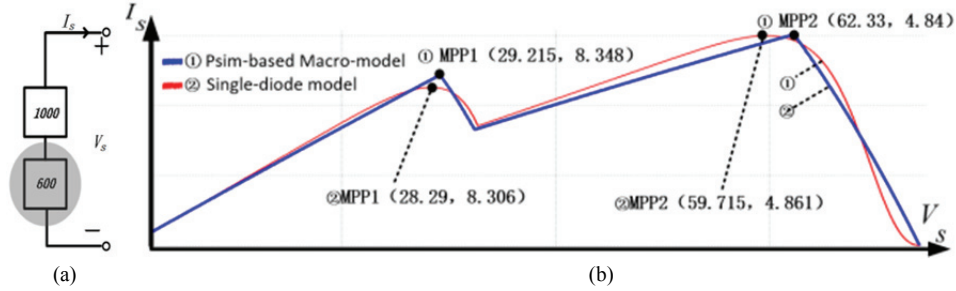 I_s
+
1000
V_s
600
−
(a)
I_s
① Psim-based Macro-model
② Single-diode model
① MPP1 (29.215, 8.348)
① MPP2 (62.33, 4.84)
①
②
②MPP1 (28.29, 8.306)
②MPP2 (59.715, 4.861)
V_s
(b)